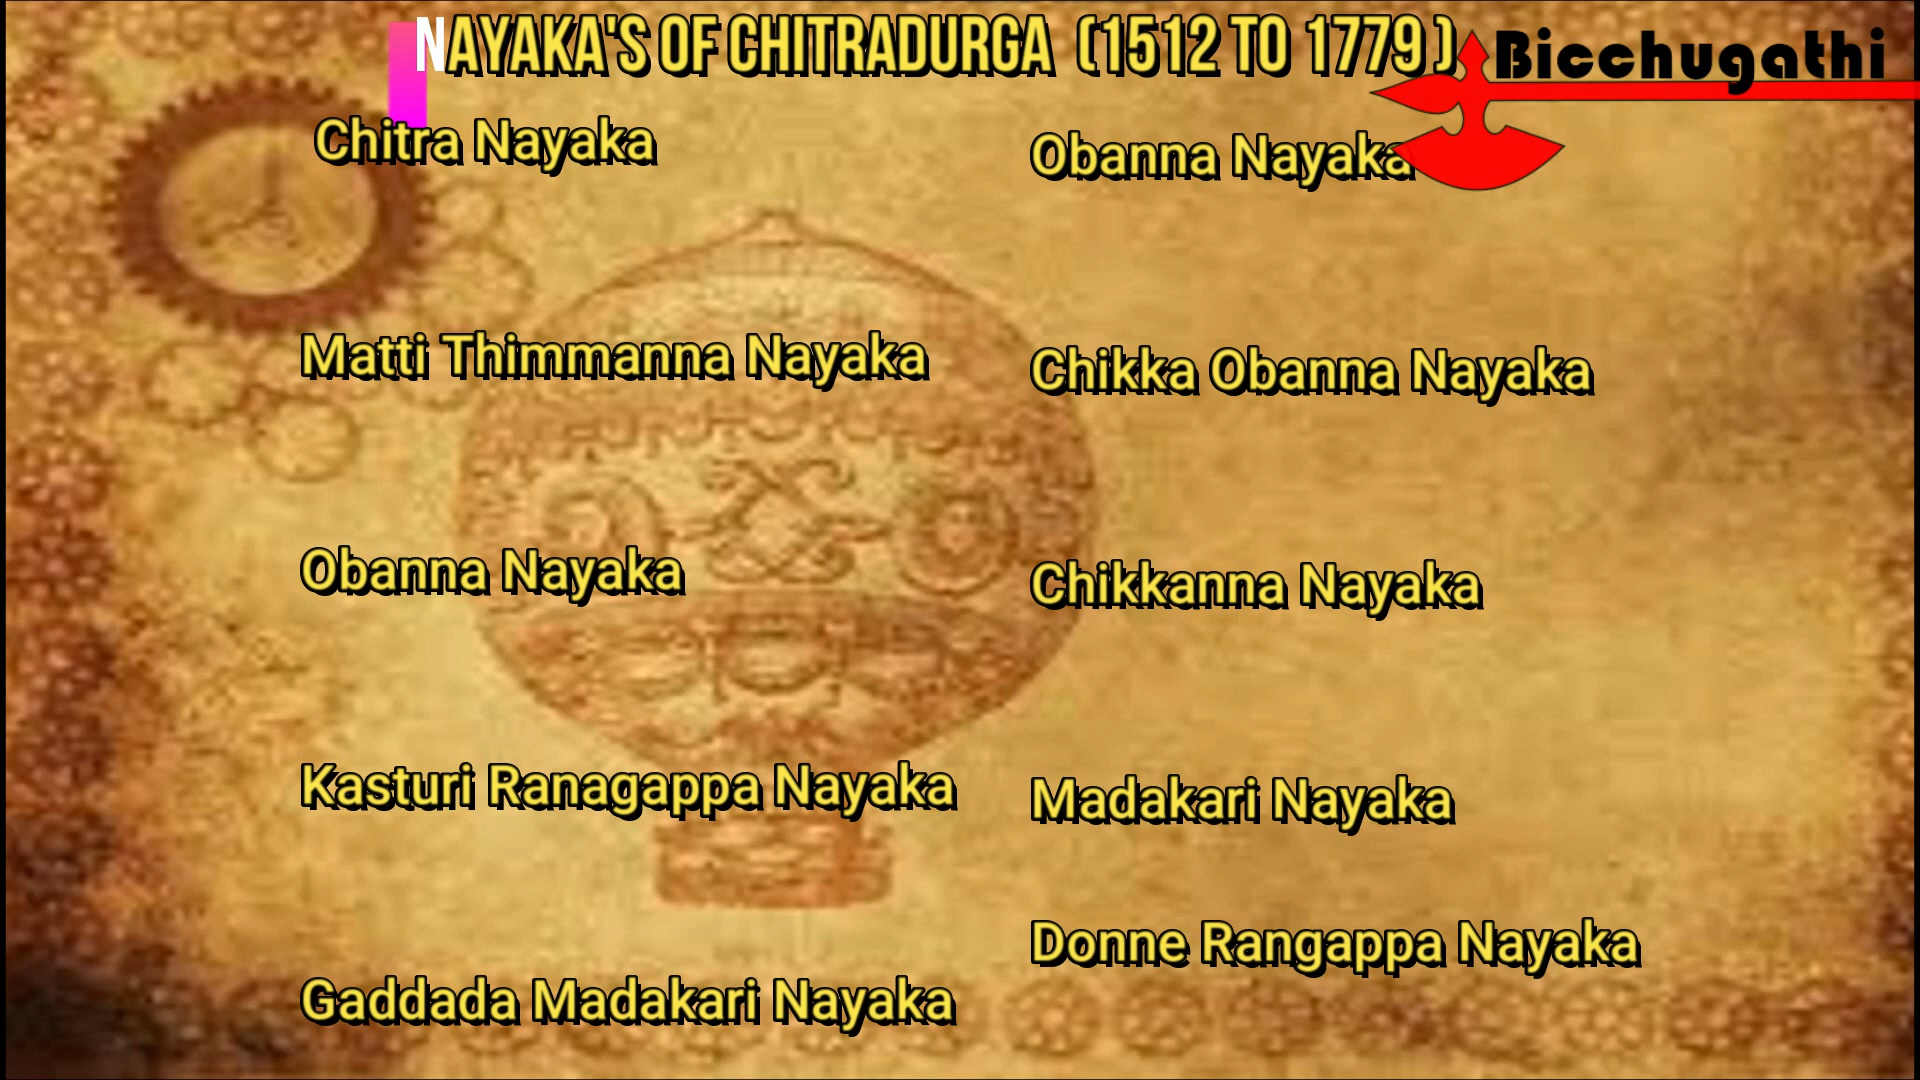 NAYAKA'S OF CHITRADURGA (1512 TO 1779 )
Bicchugathi
Chitra Nayaka
Matti Thimmanna Nayaka
Obanna Nayaka
Kasturi Ranagappa Nayaka
Gaddada Madakari Nayaka
Obanna Nayaka
Chikka Obanna Nayaka
Chikkanna Nayaka
Madakari Nayaka
Donne Rangappa Nayaka